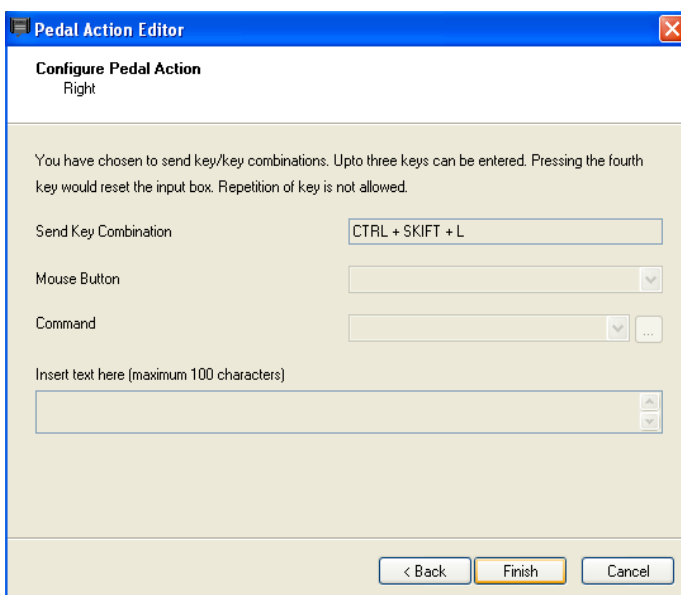 Pedal Action Editor
Configure Pedal Action
Right
You have chosen to send key/key combinations. Upto three keys can be entered. Pressing the fourth
key would reset the input box. Repetition of key is not allowed.
Send Key Combination
CTRL + SKIFT + L
Mouse Button
Command
...
Insert text here (maximum 100 characters)
< Back
Finish
Cancel